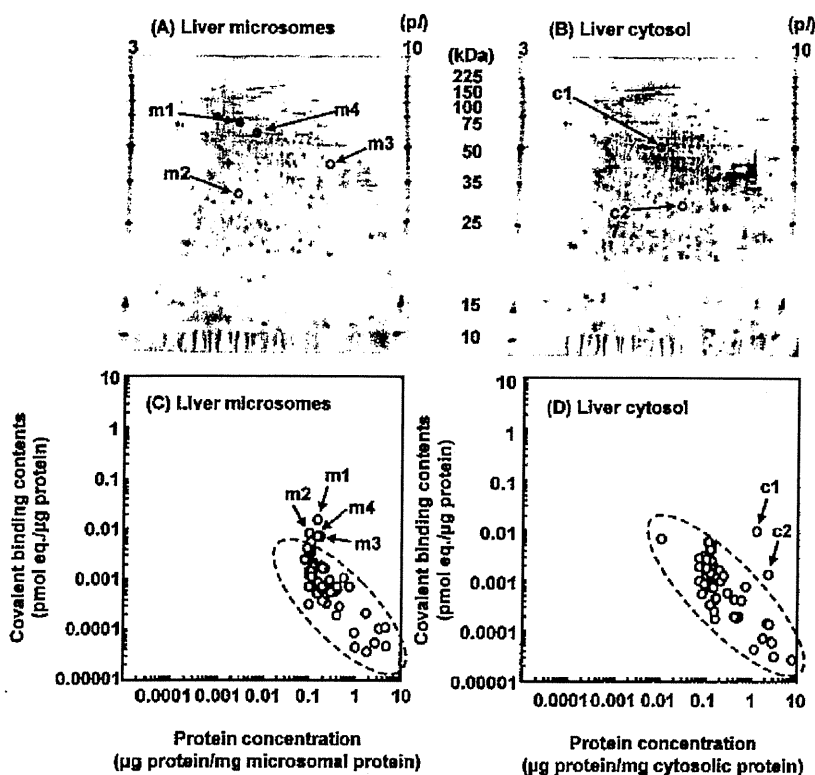 (A) Liver microsomes
(pI)
3
10
m1
m4
m3
m2
(kDa)
225
150
100
75
50
35
25
15
10
(B) Liver cytosol
(pI)
3
10
c1
c2
(C) Liver microsomes
Covalent binding contents
(pmol eq./µg protein)
10
1
0.1
0.01
0.001
0.0001
0.00001
m1
m2
m4
m3
0.0001 0.001 0.01 0.1 1 10
Protein concentration
(µg protein/mg microsomal protein)
(D) Liver cytosol
Covalent binding contents
(pmol eq./µg protein)
10
1
0.1
0.01
0.001
0.0001
0.00001
c1
c2
0.0001 0.001 0.01 0.1 1 10
Protein concentration
(µg protein/mg cytosolic protein)